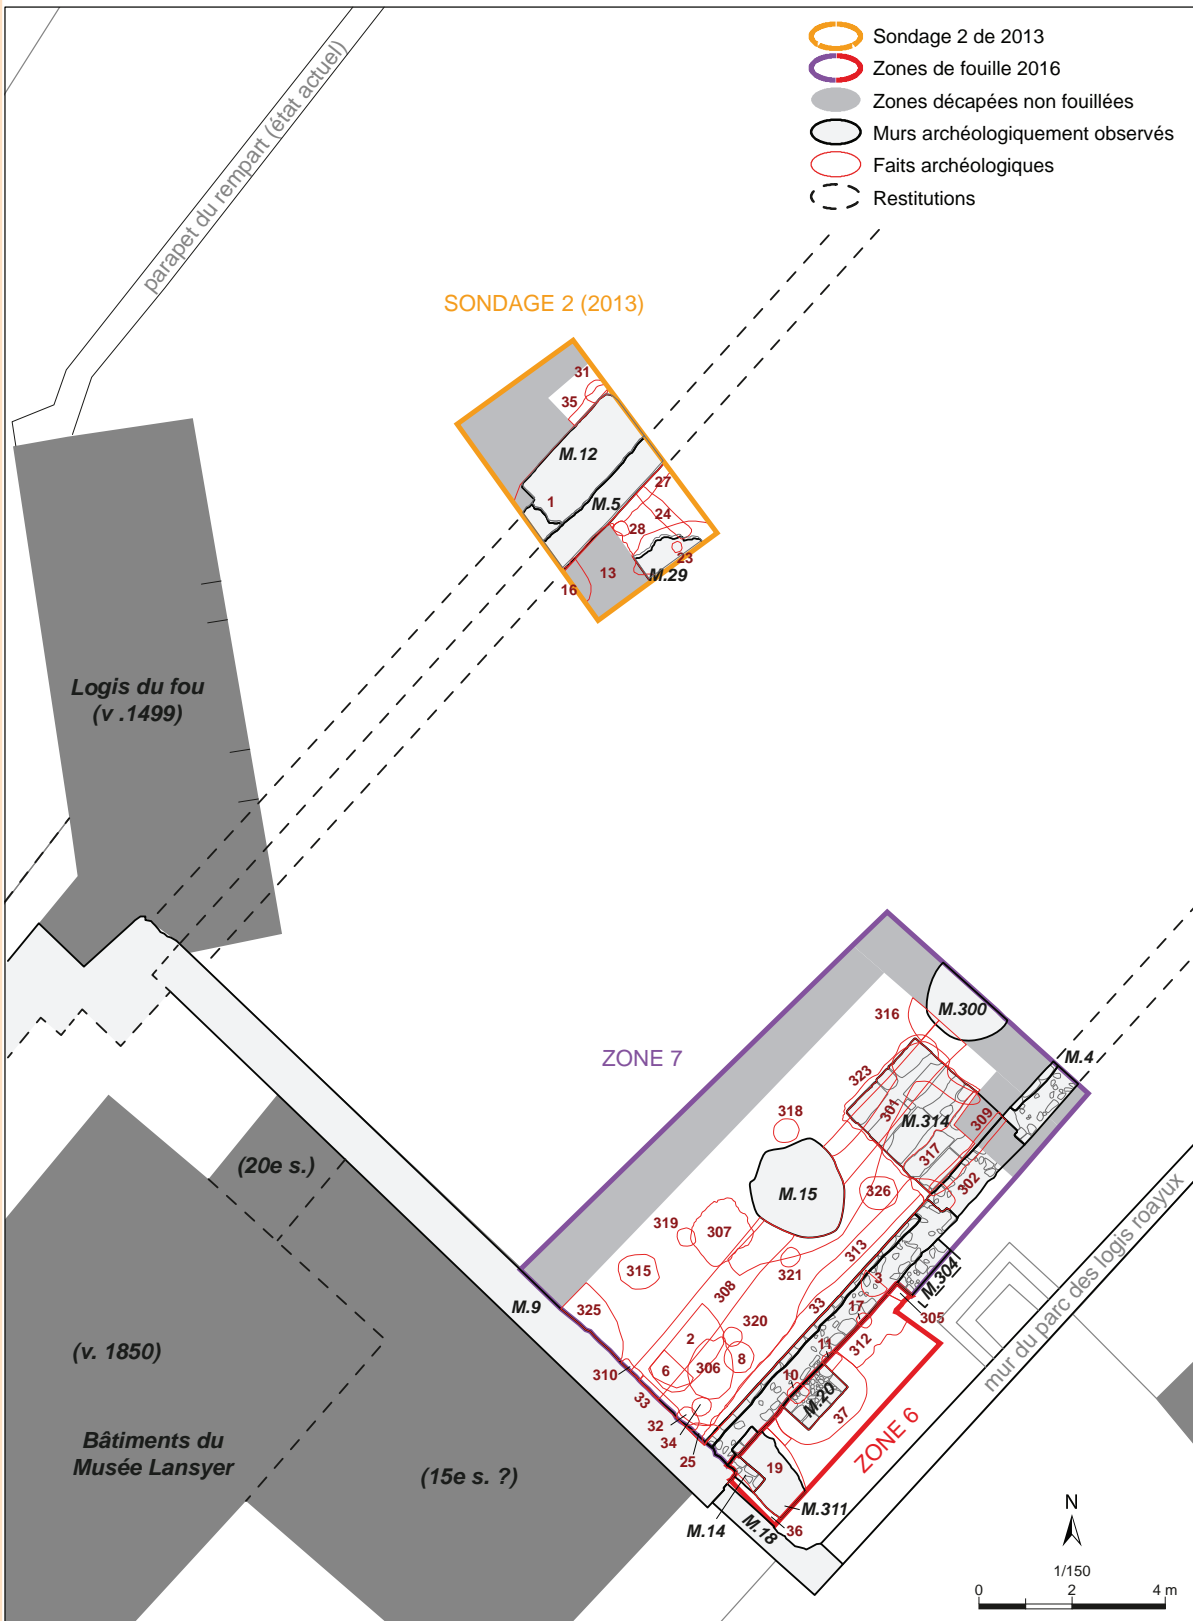 Sondage 2 de 2013
Zones de fouille 2016
Zones décapées non fouillées
Murs archéologiquement observés
Faits archéologiques
Restitutions
parapet du rempart (état actuel)
SONDAGE 2 (2013)
31
35
M.12
27
1
M.5
24
28
23
13
M.29
16
Logis du fou
(v .1499)
M.300
316
ZONE 7
M.4
323
301
318
M.314
309
317
M.15
326
302
319
307
313
315
321
M.304
308
3
M.9
325
33
17
305
320
312
2
11
8
306
6
310
10
M.20
33
37
32
34
25
19
ZONE 6
M.311
M.14
M.18
36
mur du parc des logis roayux
(20e s.)
(v. 1850)
Bâtiments du
Musée Lansyer
(15e s. ?)
N
1/150
0 2 4 m